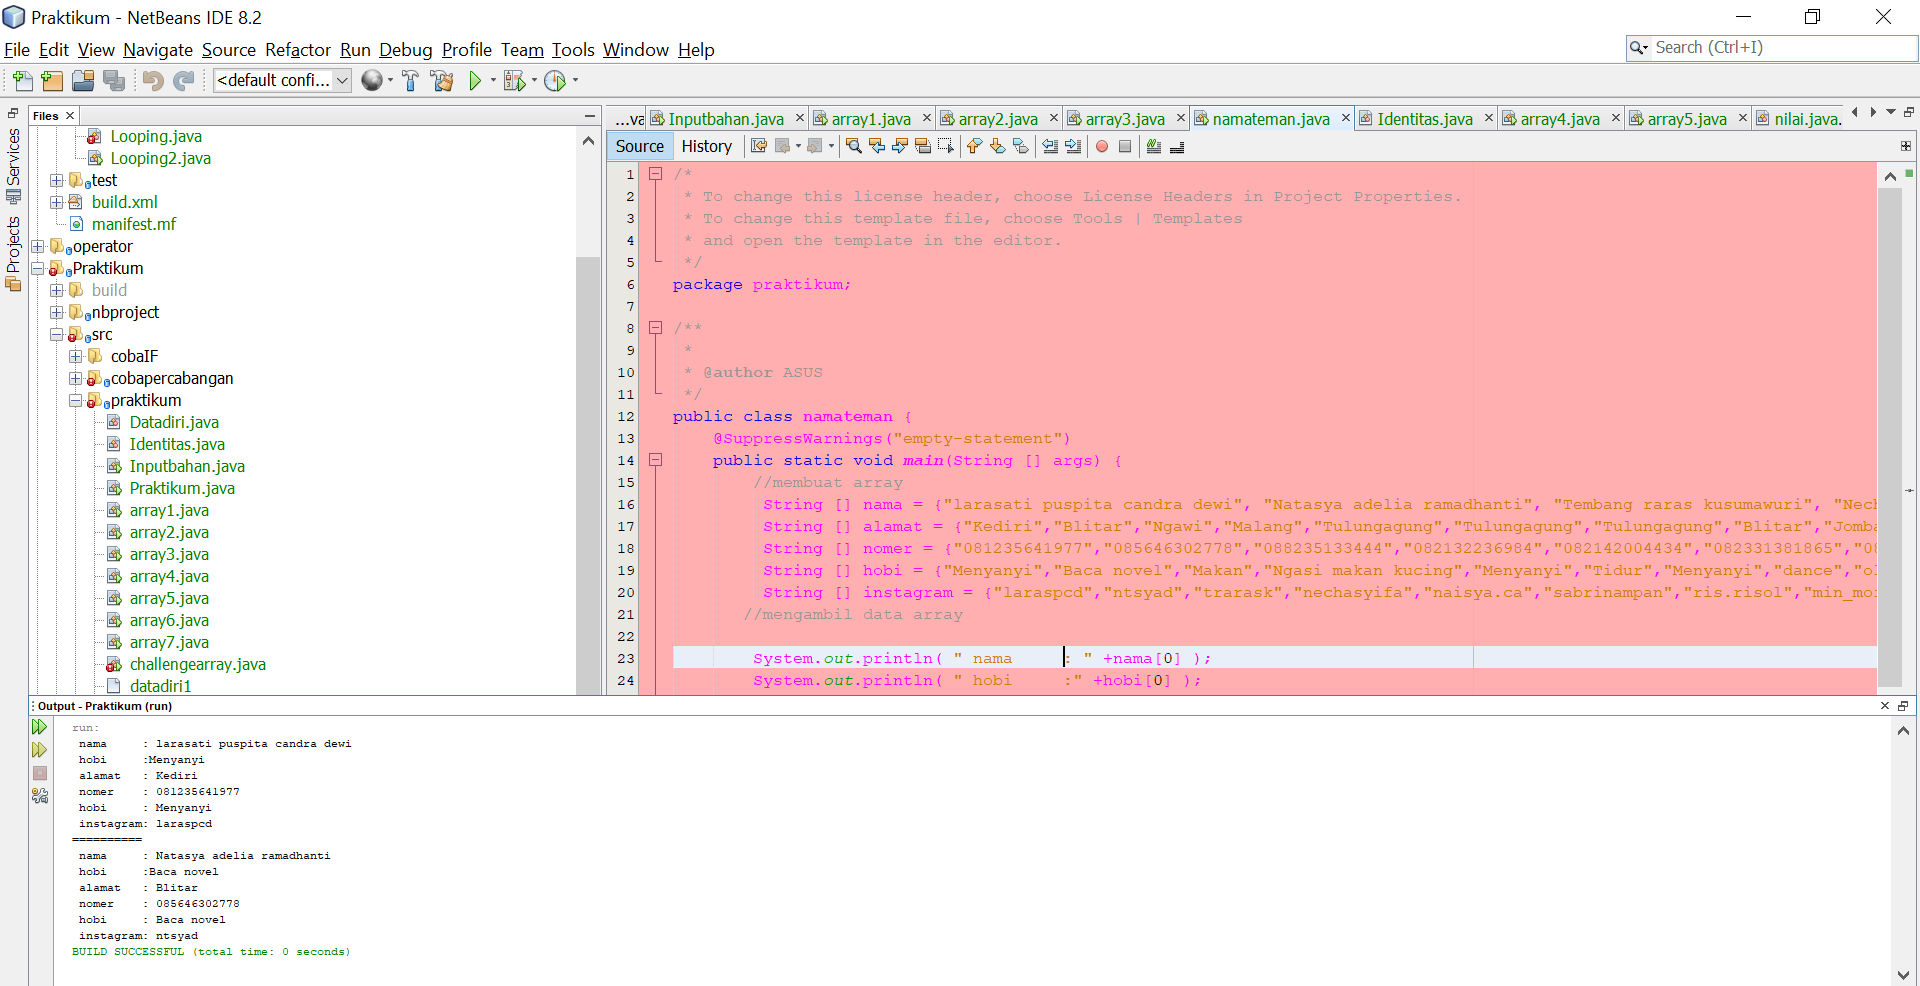 Praktikum - NetBeans IDE 8.2
File Edit View Navigate Source Refactor Run Debug Profile Team Tools Window Help
Search (Ctrl+I)
<default confi...
Services
Projects
Files
Looping.java
Looping2.java
test
build.xml
manifest.mf
operator
Praktikum
build
nbproject
src
cobaIF
cobapercabangan
praktikum
Datadiri.java
Identitas.java
Inputbahan.java
Praktikum.java
array1.java
array2.java
array3.java
array4.java
array5.java
array6.java
array7.java
challengearray.java
datadiri1
...va Inputbahan.java array1.java array2.java array3.java namateman.java Identitas.java array4.java array5.java nilai.java.
Source History
1 /*
2 * To change this license header, choose License Headers in Project Properties.
3 * To change this template file, choose Tools | Templates
4 * and open the template in the editor.
5 */
6 package praktikum;
7
8 /**
9 *
10 * @author ASUS
11 */
12 public class namateman {
13 @SuppressWarnings("empty-statement")
14 public static void main(String [] args) {
15 //membuat array
16 String [] nama = {"larasati puspita candra dewi", "Natasya adelia ramadhanti", "Tembang raras kusumawuri", "Nech
17 String [] alamat = {"Kediri","Blitar","Ngawi","Malang","Tulungagung","Tulungagung","Tulungagung","Blitar","Jomba
18 String [] nomer = {"081235641977","085646302778","088235133444","082132236984","082142004434","082331381865","08
19 String [] hobi = {"Menyanyi","Baca novel","Makan","Ngasi makan kucing","Menyanyi","Tidur","Menyanyi","dance","ol
20 String [] instagram = {"laraspcd","ntsyad","trarask","nechasyifa","naisya.ca","sabrinampan","ris.risol","min_mo
21 //mengambil data array
22
23 System.out.println( " nama     : " +nama[0] );
24 System.out.println( " hobi     :" +hobi[0] );
Output - Praktikum (run)
run:
nama     : larasati puspita candra dewi
hobi     :Menyanyi
alamat   : Kediri
nomer    : 081235641977
hobi     : Menyanyi
instagram: laraspcd
==========
nama     : Natasya adelia ramadhanti
hobi     :Baca novel
alamat   : Blitar
nomer    : 085646302778
hobi     : Baca novel
instagram: ntsyad
BUILD SUCCESSFUL (total time: 0 seconds)